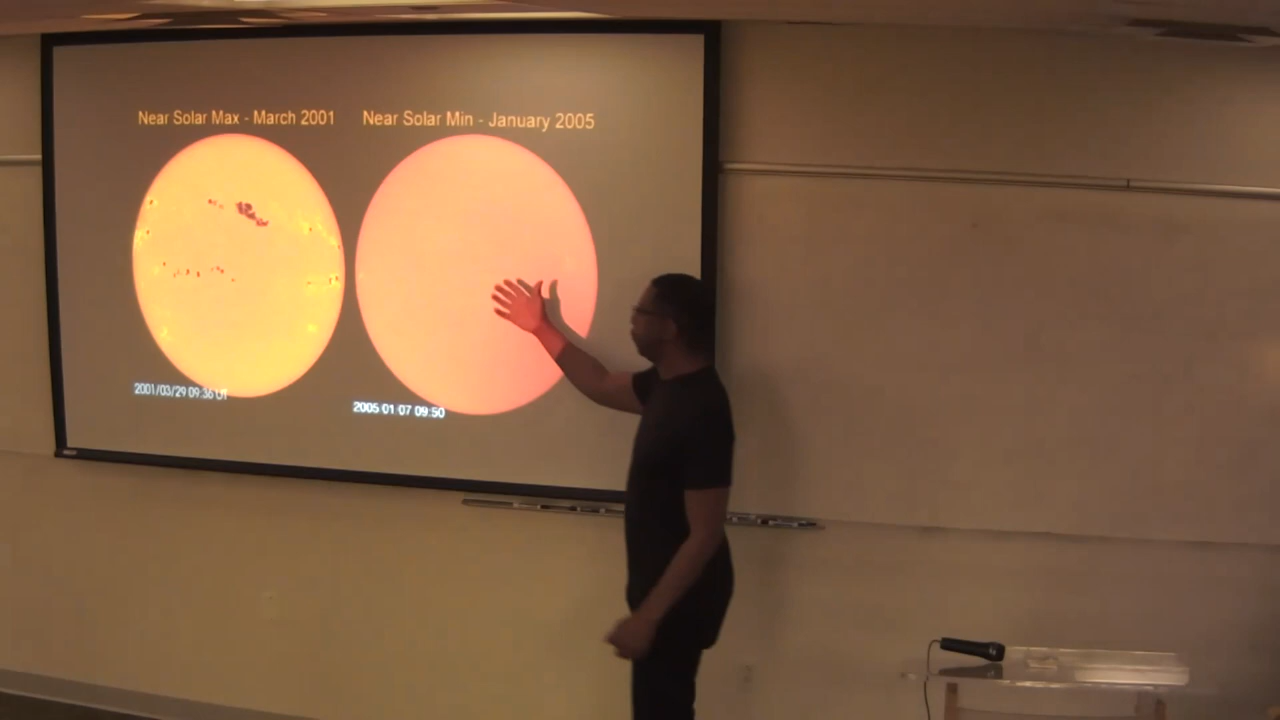 Near Solar Max - March 2001
Near Solar Min - January 2005
2001/03/29 09:36 UT
2005 01 07 09:50